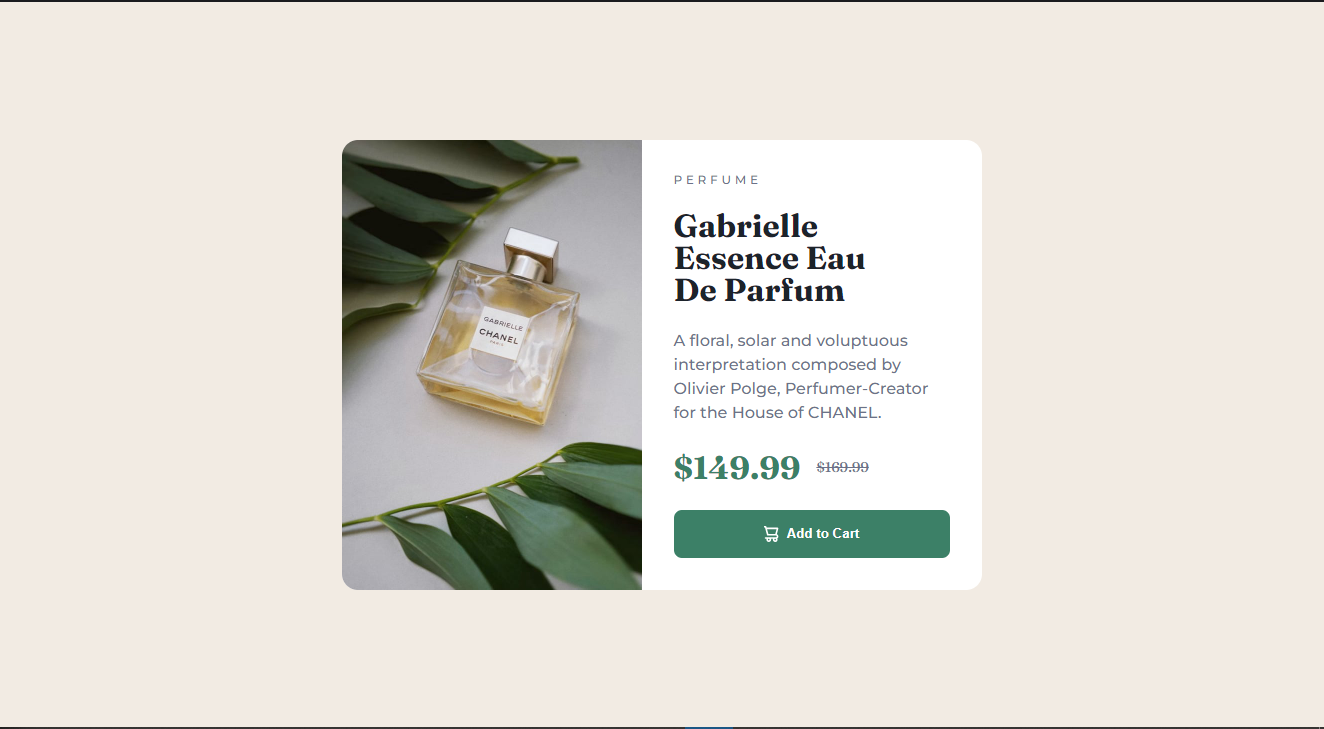 GABRIELLE
CHANEL
PARIS
PERFUME
Gabrielle
Essence Eau
De Parfum
A floral, solar and voluptuous
interpretation composed by
Olivier Polge, Perfumer-Creator
for the House of CHANEL.
$149.99 $169.99
Add to Cart